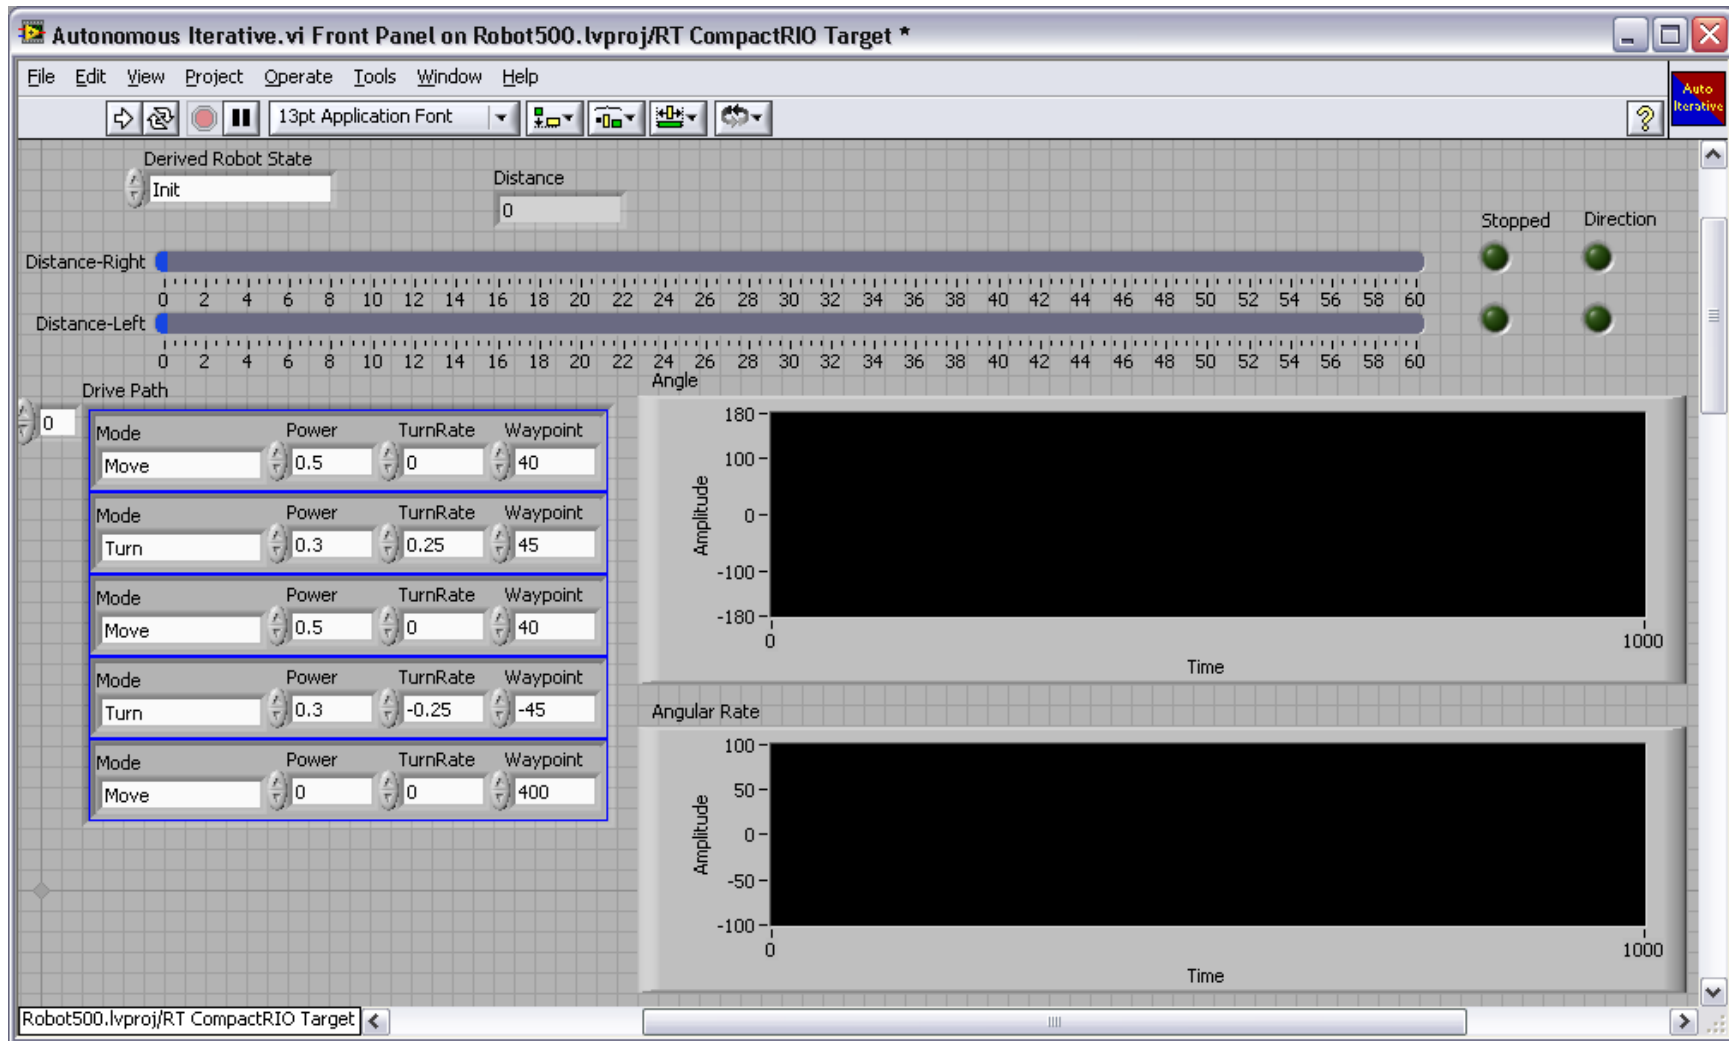 Autonomous Iterative.vi Front Panel on Robot500.lvproj/RT CompactRIO Target *
File Edit View Project Operate Tools Window Help
13pt Application Font
?
Auto
Iterative
Derived Robot State
Init
Distance
0
Stopped Direction
Distance-Right
0 2 4 6 8 10 12 14 16 18 20 22 24 26 28 30 32 34 36 38 40 42 44 46 48 50 52 54 56 58 60
Distance-Left
0 2 4 6 8 10 12 14 16 18 20 22 24 26 28 30 32 34 36 38 40 42 44 46 48 50 52 54 56 58 60
Drive Path
0
Mode Power TurnRate Waypoint
Move 0.5 0 40
Mode Power TurnRate Waypoint
Turn 0.3 0.25 45
Mode Power TurnRate Waypoint
Move 0.5 0 40
Mode Power TurnRate Waypoint
Turn 0.3 -0.25 -45
Mode Power TurnRate Waypoint
Move 0 0 400
Angle
180
100
0
-100
-180
Amplitude
0 1000
Time
Angular Rate
100
50
0
-50
-100
Amplitude
0 1000
Time
Robot500.lvproj/RT CompactRIO Target